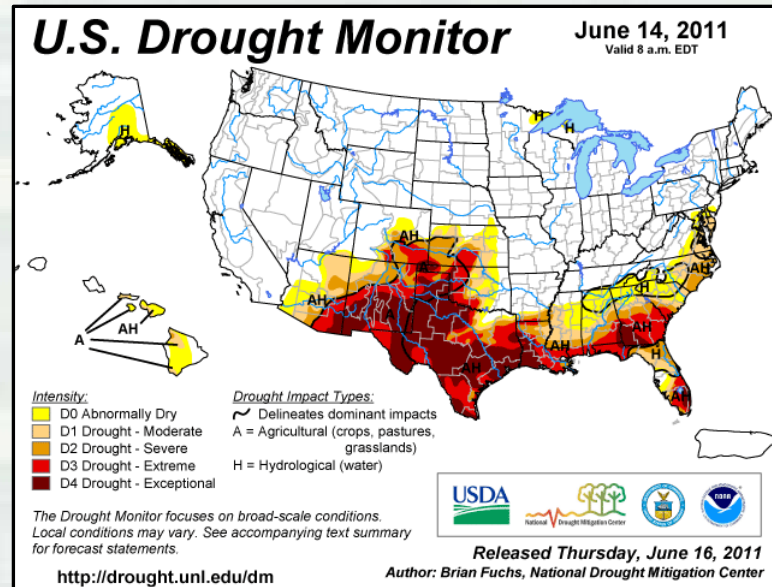 U.S. Drought Monitor
June 14, 2011
Valid 8 a.m. EDT
H
H
H
AH
A
AH
H
AH
AH
A
AH
AH
AH
H
AH
A
AH
Intensity:
D0 Abnormally Dry
D1 Drought - Moderate
D2 Drought - Severe
D3 Drought - Extreme
D4 Drought - Exceptional
Drought Impact Types:
Delineates dominant impacts
A = Agricultural (crops, pastures,
grasslands)
H = Hydrological (water)
The Drought Monitor focuses on broad-scale conditions.
Local conditions may vary. See accompanying text summary
for forecast statements.
http://drought.unl.edu/dm
USDA
National Drought Mitigation Center
NOAA
Released Thursday, June 16, 2011
Author: Brian Fuchs, National Drought Mitigation Center